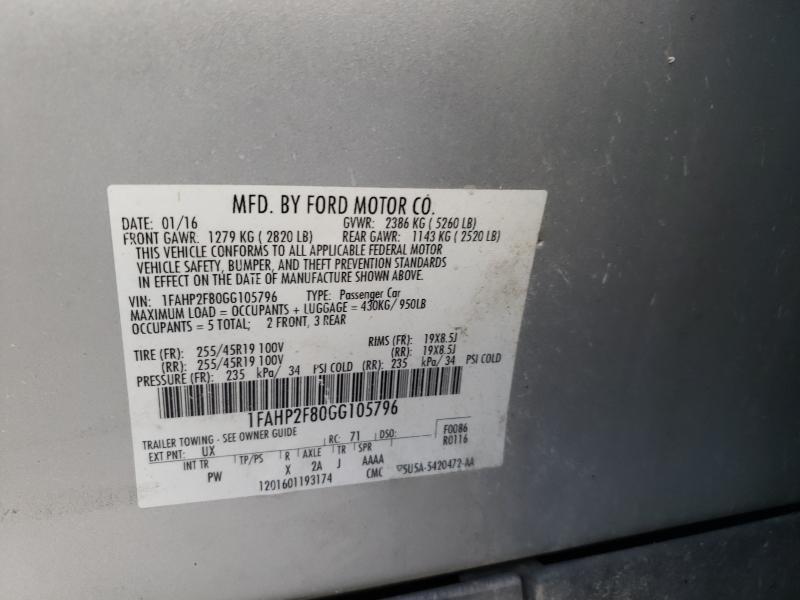 MFD. BY FORD MOTOR CO.
DATE: 01/16 GVWR: 2386 KG ( 5260 LB)
FRONT GAWR: 1279 KG ( 2820 LB) REAR GAWR: 1143 KG ( 2520 LB)
THIS VEHICLE CONFORMS TO ALL APPLICABLE FEDERAL MOTOR
VEHICLE SAFETY, BUMPER, AND THEFT PREVENTION STANDARDS
IN EFFECT ON THE DATE OF MANUFACTURE SHOWN ABOVE.
VIN: 1FAHP2F80GG105796 TYPE: Passenger Car
MAXIMUM LOAD = OCCUPANTS + LUGGAGE = 430KG/ 950LB
OCCUPANTS = 5 TOTAL; 2 FRONT, 3 REAR
TIRE (FR): 255/45R19 100V RIMS (FR): 19X8.5J
(RR): 255/45R19 100V (RR): 19X8.5J
PRESSURE (FR): 235 kPa/ 34 PSI COLD (RR): 235 kPa/ 34 PSI COLD
1FAHP2F80GG105796
TRAILER TOWING - SEE OWNER GUIDE
EXT PNT: UX RC: 71 DSO: F0086
R0116
INT TR TP/PS R AXLE TR SPR
PW X 2A J AAAA
1201601193174 CMC 5U5A-5420472-AA